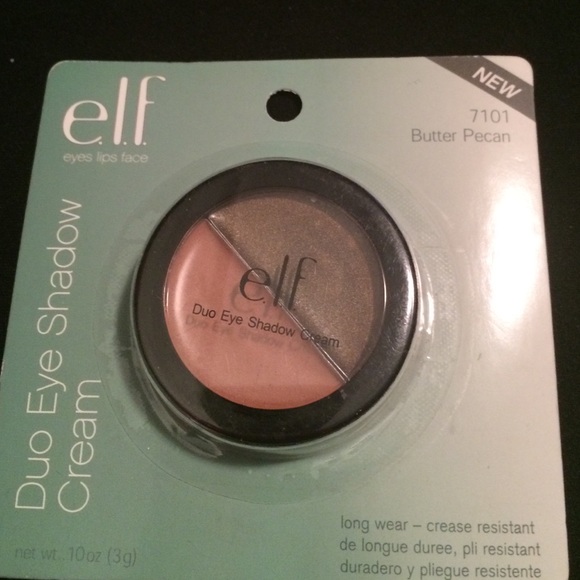 e.l.f.
eyes lips face
NEW
7101
Butter Pecan
Duo Eye Shadow
Cream
e.l.f
Duo Eye Shadow Cream
net wt. .10oz (3g)
long wear – crease resistant
de longue duree, pli resistant
duradero y pliegue resistente